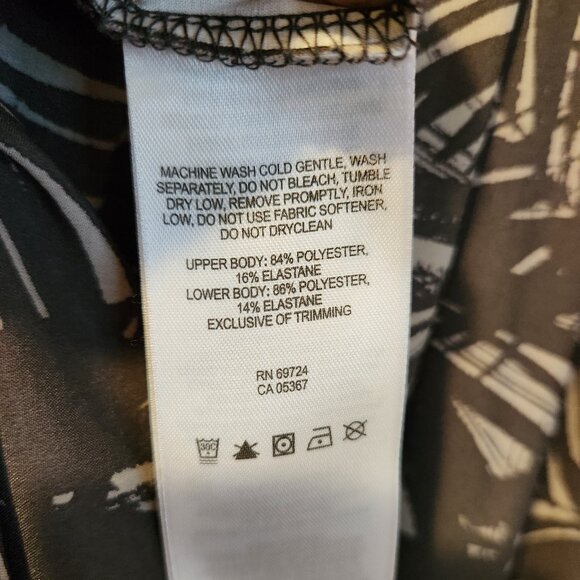 MACHINE WASH COLD GENTLE, WASH
SEPARATELY, DO NOT BLEACH, TUMBLE
DRY LOW, REMOVE PROMPTLY, IRON
LOW, DO NOT USE FABRIC SOFTENER,
DO NOT DRYCLEAN
UPPER BODY: 84% POLYESTER,
16% ELASTANE
LOWER BODY: 86% POLYESTER,
14% ELASTANE
EXCLUSIVE OF TRIMMING
RN 69724
CA 05367
30C